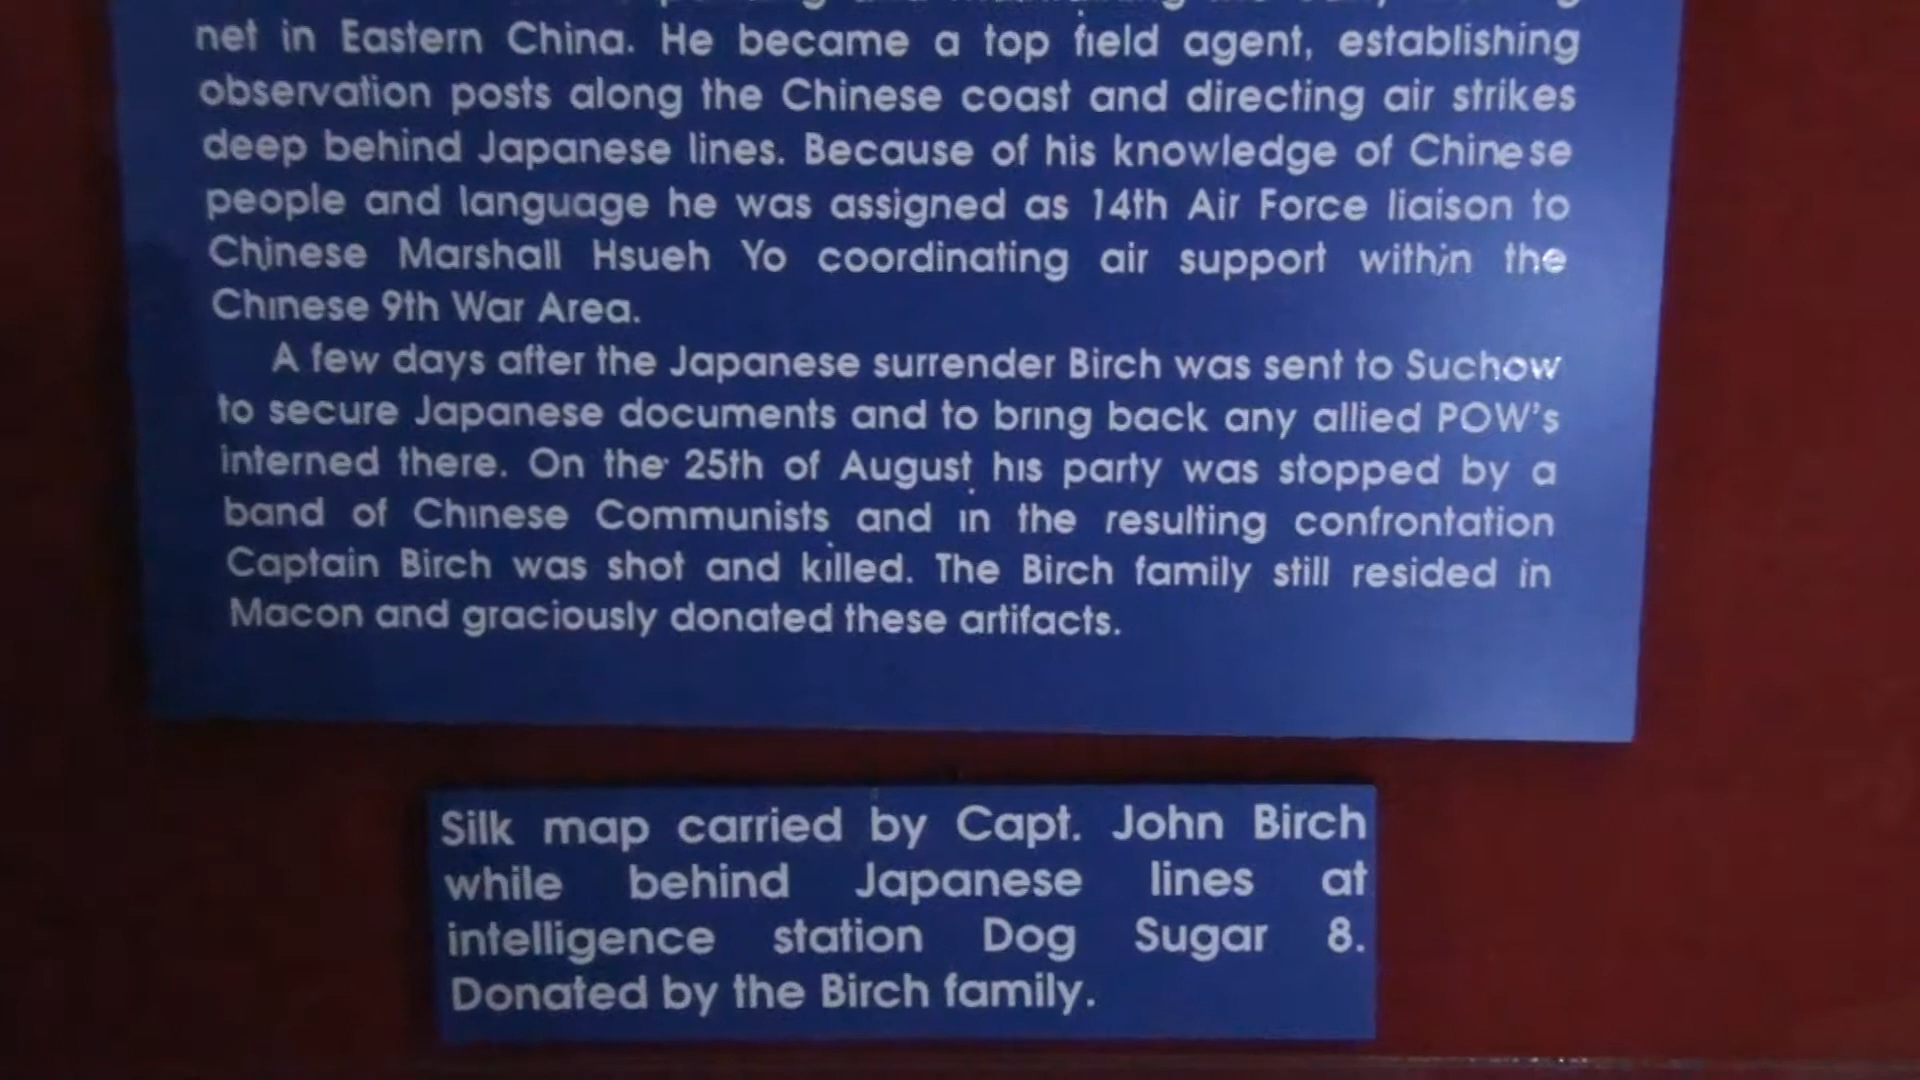 net in Eastern China. He became a top field agent, establishing
observation posts along the Chinese coast and directing air strikes
deep behind Japanese lines. Because of his knowledge of Chinese
people and language he was assigned as 14th Air Force liaison to
Chinese Marshall Hsueh Yo coordinating air support within the
Chinese 9th War Area.
A few days after the Japanese surrender Birch was sent to Suchow
to secure Japanese documents and to bring back any allied POW's
interned there. On the 25th of August his party was stopped by a
band of Chinese Communists and in the resulting confrontation
Captain Birch was shot and killed. The Birch family still resided in
Macon and graciously donated these artifacts.
Silk map carried by Capt. John Birch
while behind Japanese lines at
intelligence station Dog Sugar 8.
Donated by the Birch family.